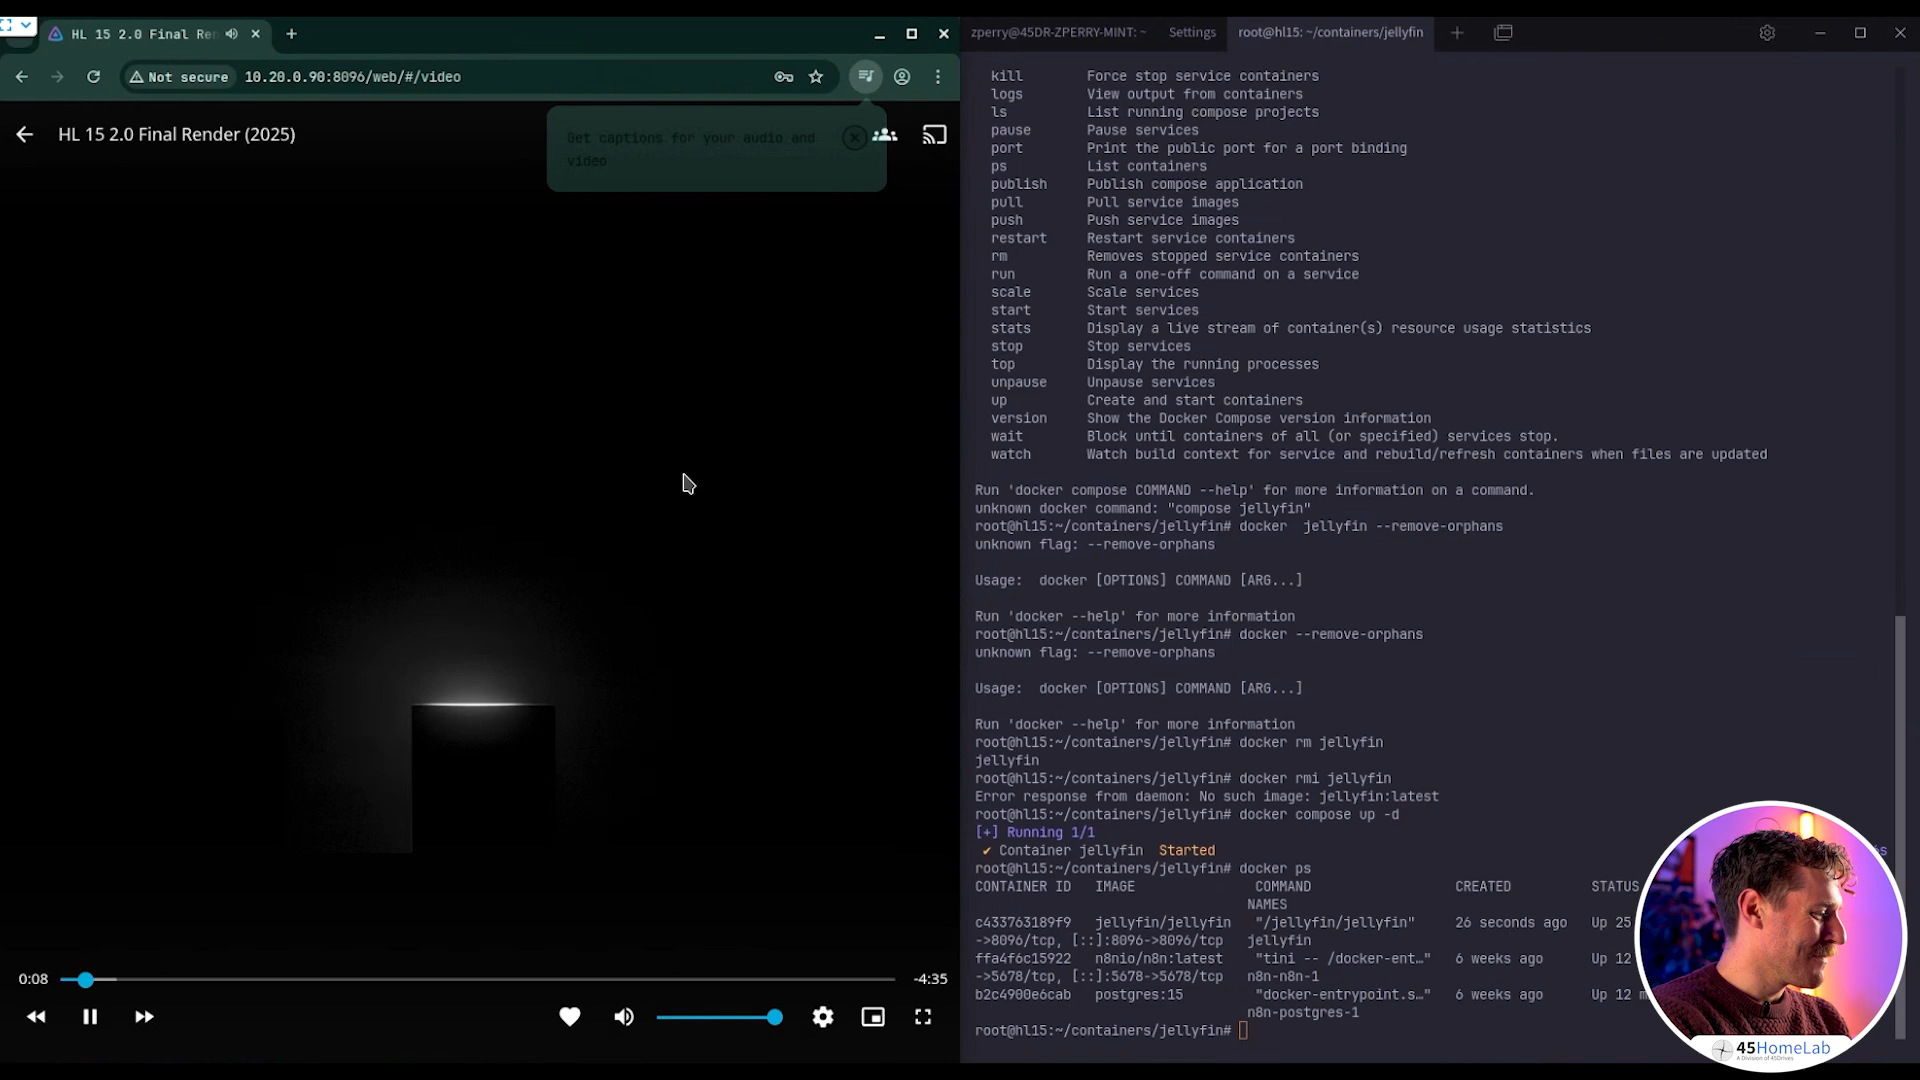 HL 15 2.0 Final Ren
Not secure
10.20.0.90:8096/web/#/video
HL 15 2.0 Final Render (2025)
Get captions for your audio and
video
0:08
-4:35
zperry@45DR-ZPERRY-MINT: ~
Settings
root@hl15: ~/containers/jellyfin
kill Force stop service containers
logs View output from containers
ls List running compose projects
pause Pause services
port Print the public port for a port binding
ps List containers
publish Publish compose application
pull Pull service images
push Push service images
restart Restart service containers
rm Removes stopped service containers
run Run a one-off command on a service
scale Scale services
start Start services
stats Display a live stream of container(s) resource usage statistics
stop Stop services
top Display the running processes
unpause Unpause services
up Create and start containers
version Show the Docker Compose version information
wait Block until containers of all (or specified) services stop.
watch Watch build context for service and rebuild/refresh containers when files are updated
Run 'docker compose COMMAND --help' for more information on a command.
unknown docker command: "compose jellyfin"
root@hl15:~/containers/jellyfin# docker  jellyfin --remove-orphans
unknown flag: --remove-orphans
Usage:  docker [OPTIONS] COMMAND [ARG...]
Run 'docker --help' for more information
root@hl15:~/containers/jellyfin# docker --remove-orphans
unknown flag: --remove-orphans
Usage:  docker [OPTIONS] COMMAND [ARG...]
Run 'docker --help' for more information
root@hl15:~/containers/jellyfin# docker rm jellyfin
jellyfin
root@hl15:~/containers/jellyfin# docker rmi jellyfin
Error response from daemon: No such image: jellyfin:latest
root@hl15:~/containers/jellyfin# docker compose up -d
[+] Running 1/1
✔ Container jellyfin  Started
root@hl15:~/containers/jellyfin# docker ps
CONTAINER ID IMAGE COMMAND CREATED STATUS
NAMES
c433763189f9 jellyfin/jellyfin "/jellyfin/jellyfin" 26 seconds ago Up 25
->8096/tcp, [::]:8096->8096/tcp jellyfin
ffa4f6c15922 n8nio/n8n:latest "tini -- /docker-ent…" 6 weeks ago Up 12
->5678/tcp, [::]:5678->5678/tcp n8n-n8n-1
b2c4900e6cab postgres:15 "docker-entrypoint.s…" 6 weeks ago Up 12 m
n8n-postgres-1
root@hl15:~/containers/jellyfin#
45HomeLab
A Division of 45Drives